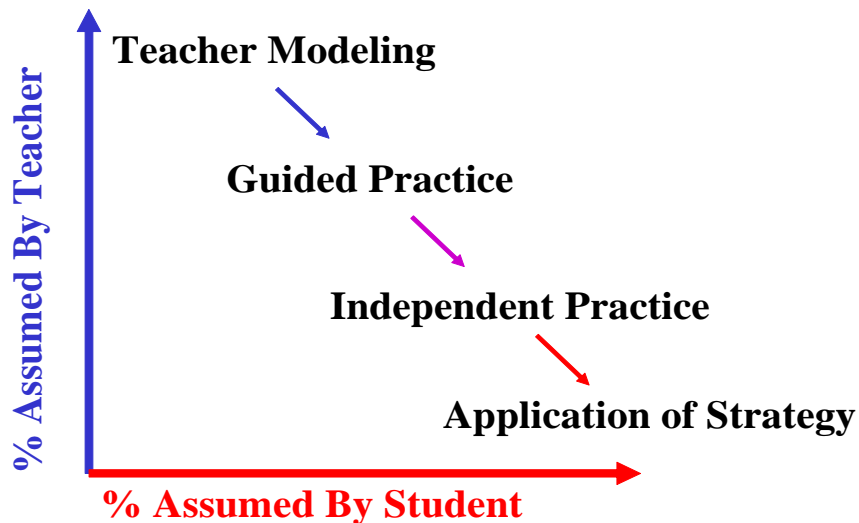 % Assumed By Teacher
Teacher Modeling
Guided Practice
Independent Practice
Application of Strategy
% Assumed By Student